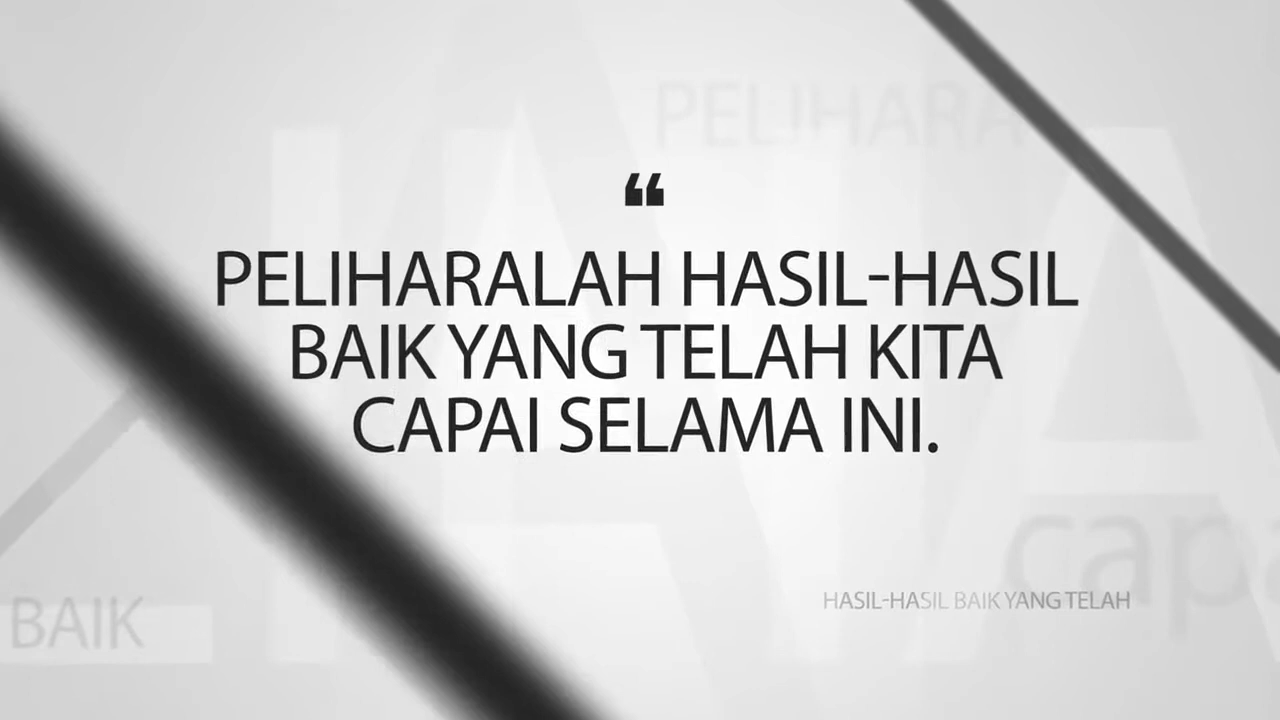 PELIHARA
“
PELIHARALAH HASIL-HASIL
BAIK YANG TELAH KITA
CAPAI SELAMA INI.
capa
HASIL-HASIL BAIK YANG TELAH
BAIK